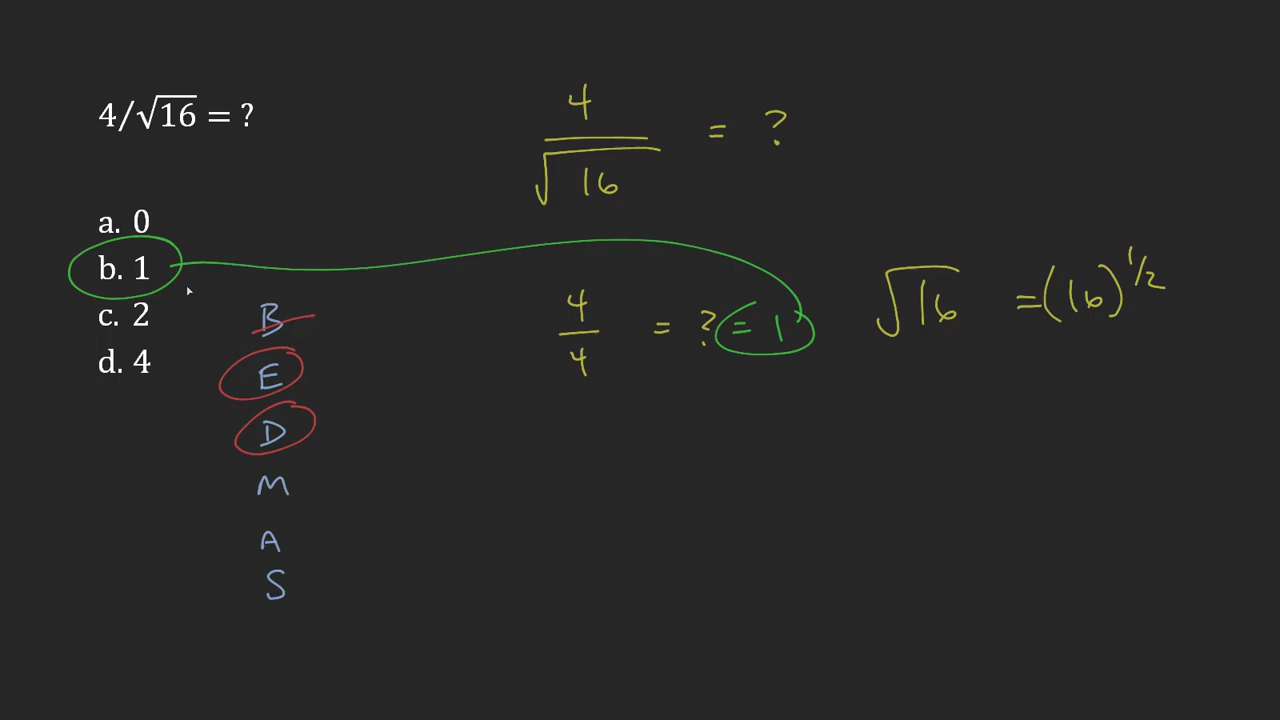 4/√16 = ?
a. 0
b. 1
c. 2
d. 4
B
E
D
M
A
S
4
√16 = ?
4
4 = ? = 1
√16 = (16)^1/2